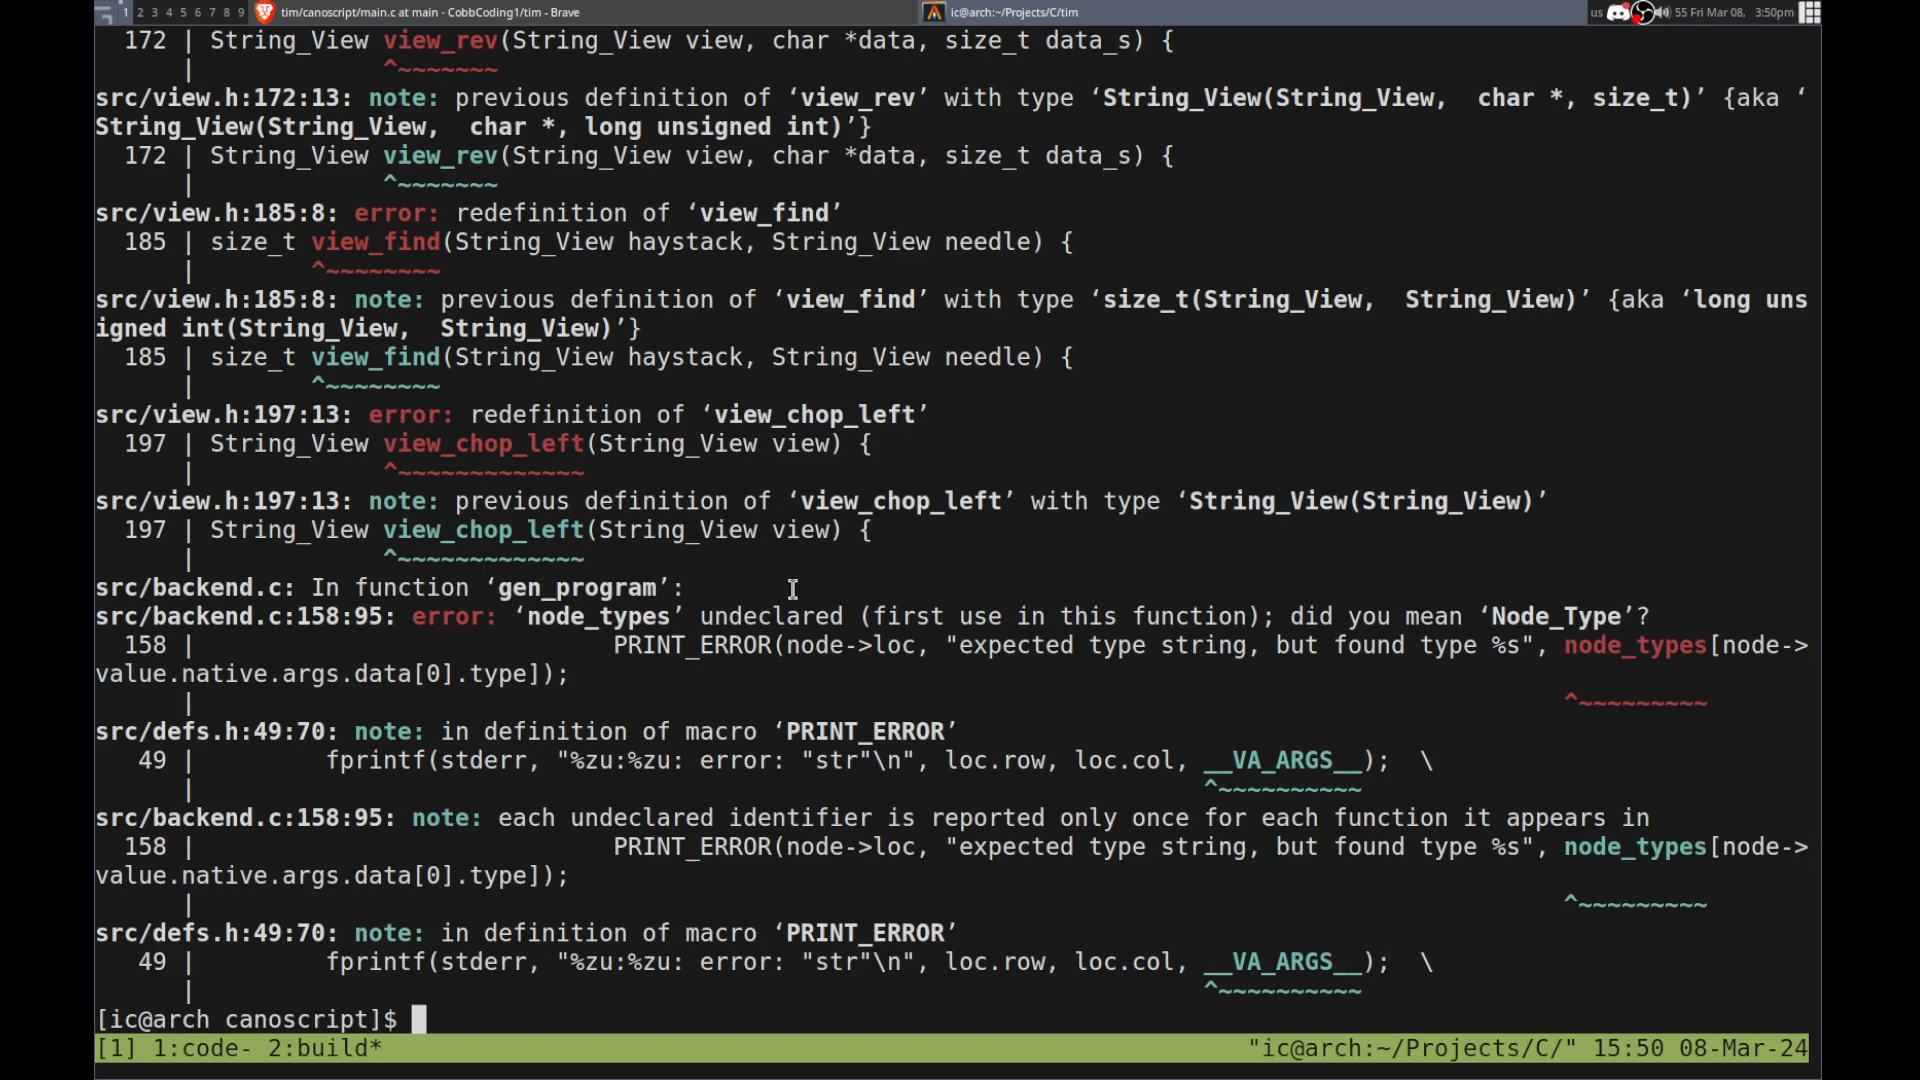 1 2 3 4 5 6 7 8 9 tim/canoscript/main.c at main · CobbCoding1/tim - Brave ic@arch:~/Projects/C/tim us 55 Fri Mar 08, 3:50pm
172 | String_View view_rev(String_View view, char *data, size_t data_s) {
| ^~~~~~~~
src/view.h:172:13: note: previous definition of ‘view_rev’ with type ‘String_View(String_View,  char *, size_t)’ {aka ‘
String_View(String_View,  char *, long unsigned int)’}
172 | String_View view_rev(String_View view, char *data, size_t data_s) {
| ^~~~~~~~
src/view.h:185:8: error: redefinition of ‘view_find’
185 | size_t view_find(String_View haystack, String_View needle) {
| ^~~~~~~~~
src/view.h:185:8: note: previous definition of ‘view_find’ with type ‘size_t(String_View,  String_View)’ {aka ‘long uns
igned int(String_View,  String_View)’}
185 | size_t view_find(String_View haystack, String_View needle) {
| ^~~~~~~~~
src/view.h:197:13: error: redefinition of ‘view_chop_left’
197 | String_View view_chop_left(String_View view) {
| ^~~~~~~~~~~~~~
src/view.h:197:13: note: previous definition of ‘view_chop_left’ with type ‘String_View(String_View)’
197 | String_View view_chop_left(String_View view) {
| ^~~~~~~~~~~~~~
src/backend.c: In function ‘gen_program’:
src/backend.c:158:95: error: ‘node_types’ undeclared (first use in this function); did you mean ‘Node_Type’?
158 | PRINT_ERROR(node->loc, "expected type string, but found type %s", node_types[node->
value.native.args.data[0].type]);
| ^~~~~~~~~~
src/defs.h:49:70: note: in definition of macro ‘PRINT_ERROR’
49 | fprintf(stderr, "%zu:%zu: error: "str"\n", loc.row, loc.col, __VA_ARGS__); \
| ^~~~~~~~~~~
src/backend.c:158:95: note: each undeclared identifier is reported only once for each function it appears in
158 | PRINT_ERROR(node->loc, "expected type string, but found type %s", node_types[node->
value.native.args.data[0].type]);
| ^~~~~~~~~~
src/defs.h:49:70: note: in definition of macro ‘PRINT_ERROR’
49 | fprintf(stderr, "%zu:%zu: error: "str"\n", loc.row, loc.col, __VA_ARGS__); \
| ^~~~~~~~~~~
[ic@arch canoscript]$
[1] 1:code- 2:build* "ic@arch:~/Projects/C/" 15:50 08-Mar-24